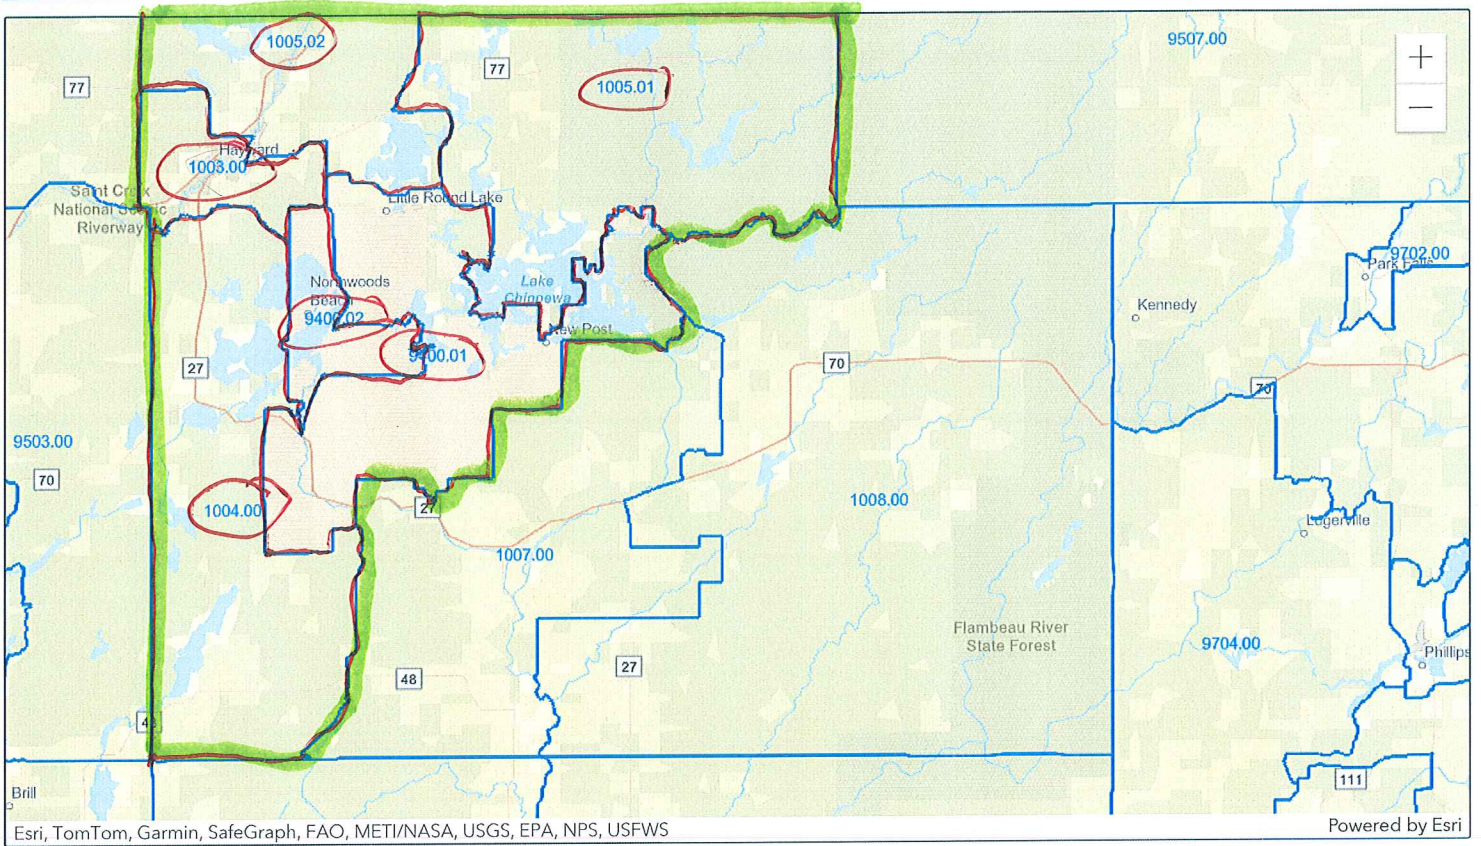 1005.02
9507.00
77
77
1005.01
+
−
Hayward
1003.00
Saint Croix
National Scenic
Riverway
Little Round Lake
9702.00
Park Falls
Northwoods
Beach
Lake
Chippewa
Kennedy
9400.02
New Post
9400.01
27
70
70
9503.00
70
1004.00
27
1008.00
Lugerville
1007.00
Flambeau River
State Forest
9704.00
Phillips
48
27
48
111
Brill
Esri, TomTom, Garmin, SafeGraph, FAO, METI/NASA, USGS, EPA, NPS, USFWS
Powered by Esri